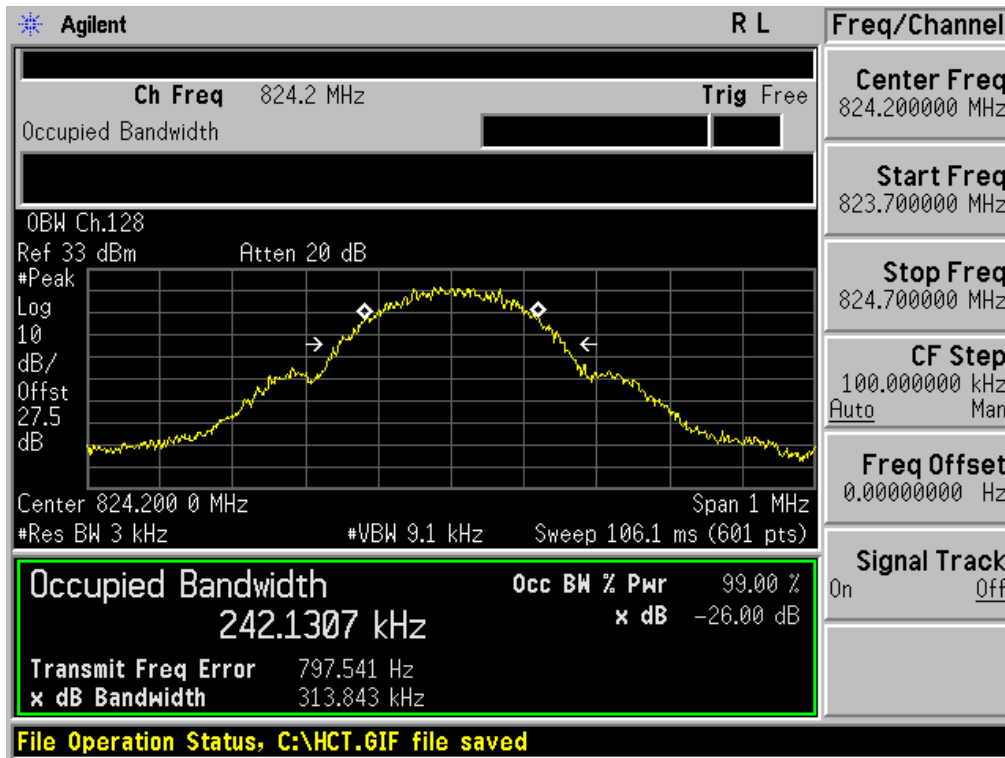 Agilent R L
Ch Freq 824.2 MHz Trig Free
Occupied Bandwidth
OBW Ch.128
Ref 33 dBm Atten 20 dB
#Peak
Log
10
dB/
Offst
27.5
dB
Center 824.200 0 MHz Span 1 MHz
#Res BW 3 kHz #VBW 9.1 kHz Sweep 106.1 ms (601 pts)
Occupied Bandwidth
242.1307 kHz
Occ BW % Pwr 99.00 %
x dB -26.00 dB
Transmit Freq Error 797.541 Hz
x dB Bandwidth 313.843 kHz
File Operation Status, C:\HCT.GIF file saved
Freq/Channel
Center Freq
824.200000 MHz
Start Freq
823.700000 MHz
Stop Freq
824.700000 MHz
CF Step
100.000000 kHz
Auto Man
Freq Offset
0.00000000 Hz
Signal Track
On Off